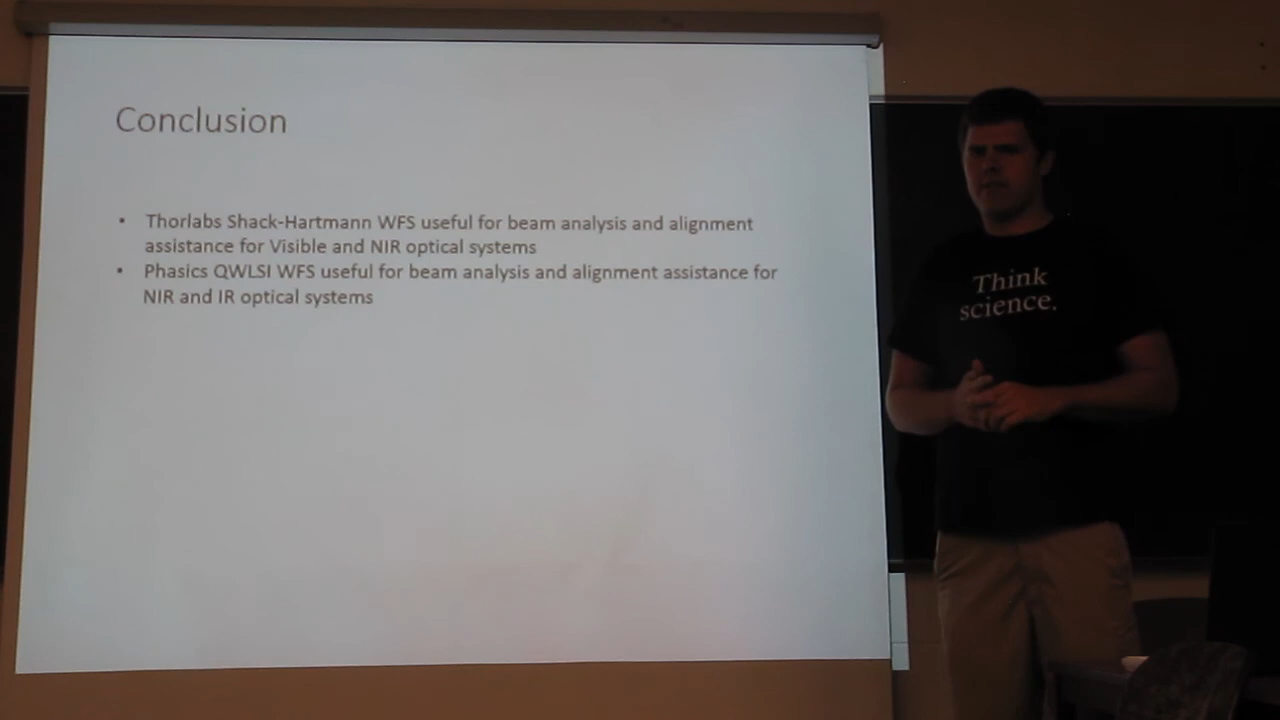 Conclusion
• Thorlabs Shack-Hartmann WFS useful for beam analysis and alignment
assistance for Visible and NIR optical systems
• Phasics QWLSI WFS useful for beam analysis and alignment assistance for
NIR and IR optical systems
Think
science.